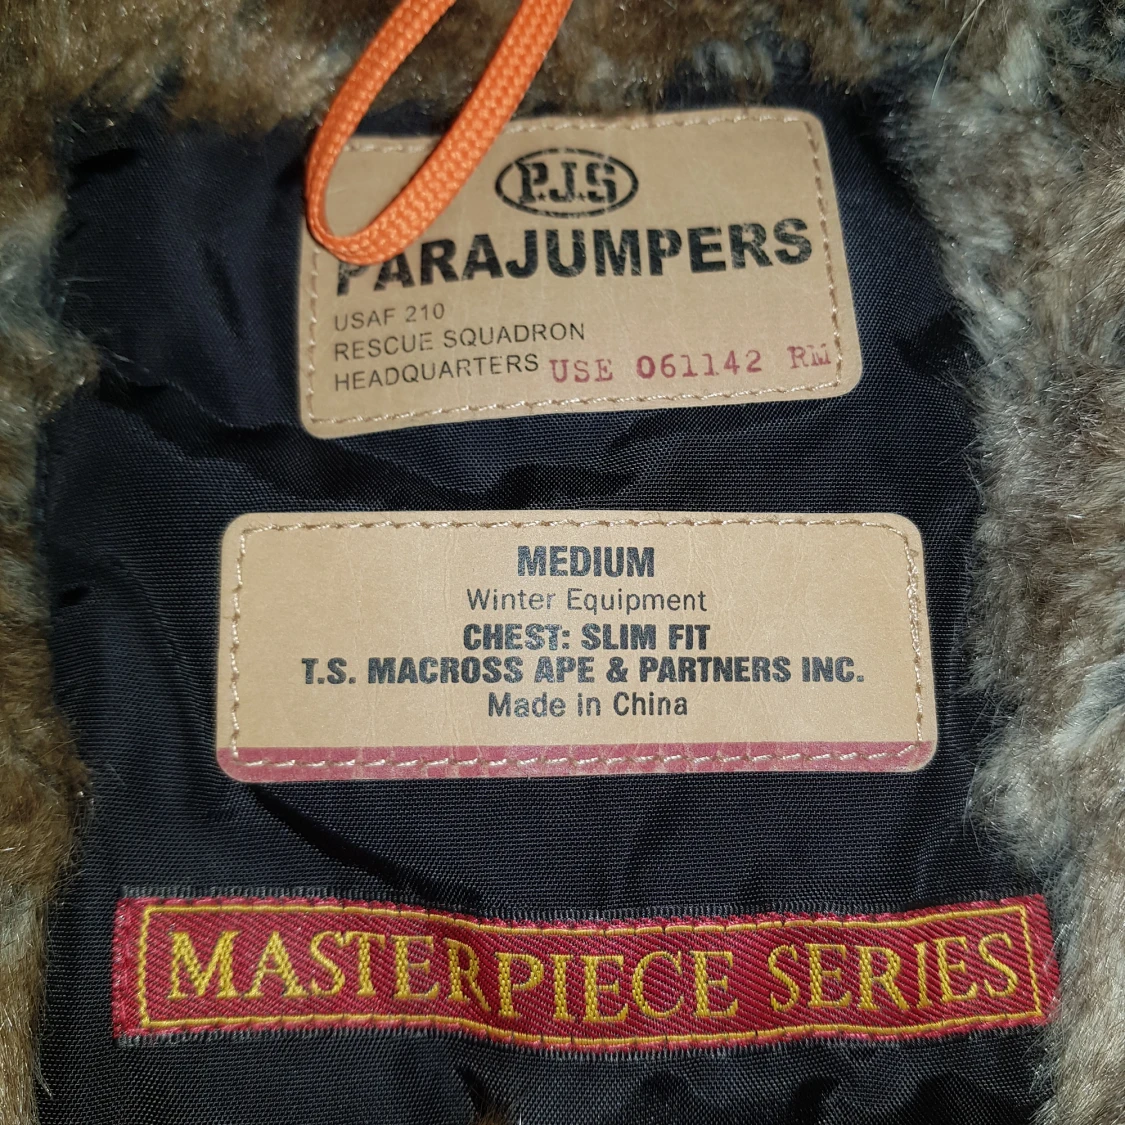 P.J.S
PARAJUMPERS
USAF 210
RESCUE SQUADRON
HEADQUARTERS USE 061142 RM
MEDIUM
Winter Equipment
CHEST: SLIM FIT
T.S. MACROSS APE & PARTNERS INC.
Made in China
MASTERPIECE SERIES